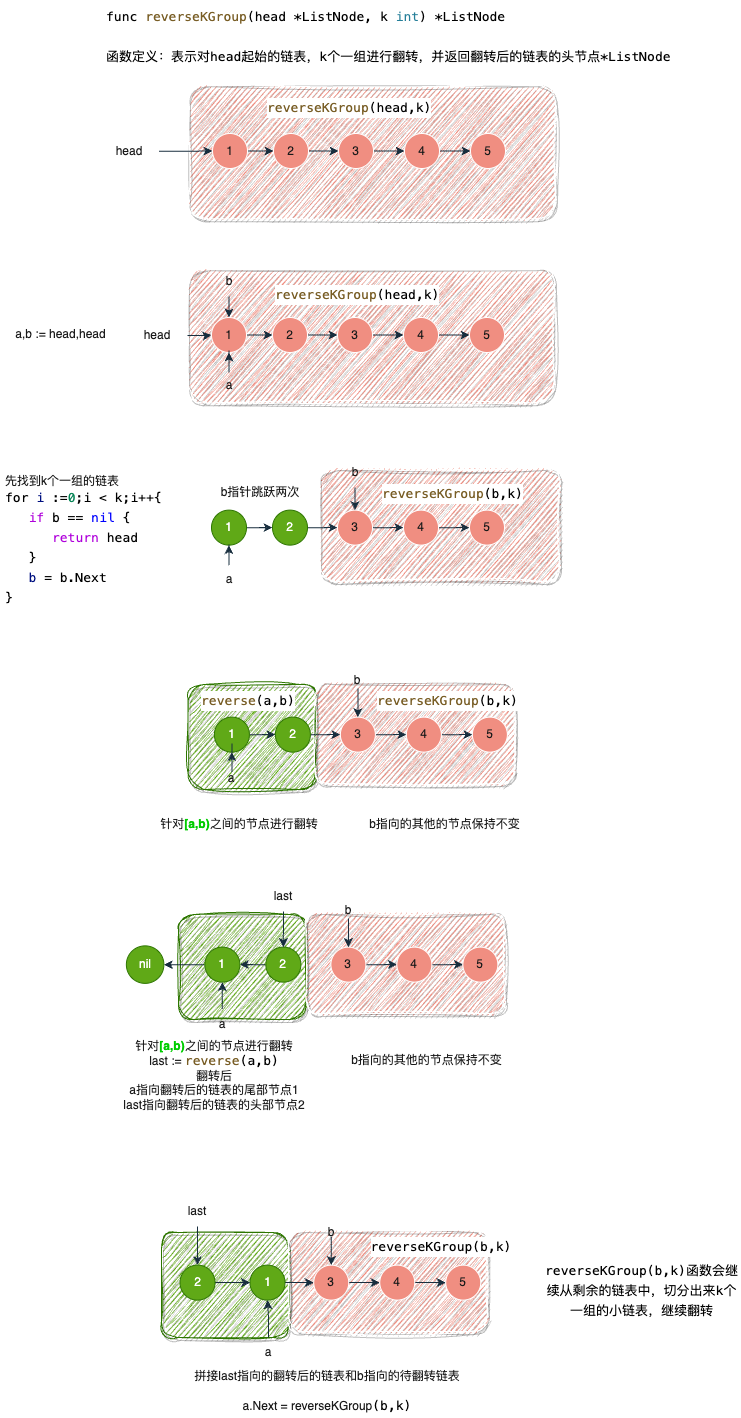 func reverseKGroup(head *ListNode, k int) *ListNode
函数定义：表示对head起始的链表，k个一组进行翻转，并返回翻转后的链表的头节点*ListNode
reverseKGroup(head,k)
head
1
2
3
4
5
b
reverseKGroup(head,k)
a,b := head,head
head
1
2
3
4
5
a
先找到k个一组的链表
for i :=0;i < k;i++{
if b == nil {
return head
}
b = b.Next
}
b指针跳跃两次
b
reverseKGroup(b,k)
1
2
3
4
5
a
b
reverse(a,b)
reverseKGroup(b,k)
1
2
3
4
5
a
针对[a,b)之间的节点进行翻转
b指向的其他的节点保持不变
last
b
nil
1
2
3
4
5
a
针对[a,b)之间的节点进行翻转
last := reverse(a,b)
翻转后
a指向翻转后的链表的尾部节点1
last指向翻转后的链表的头部节点2
b指向的其他的节点保持不变
last
b
reverseKGroup(b,k)
2
1
3
4
5
a
reverseKGroup(b,k)函数会继
续从剩余的链表中，切分出来k个
一组的小链表，继续翻转
拼接last指向的翻转后的链表和b指向的待翻转链表
a.Next = reverseKGroup(b,k)